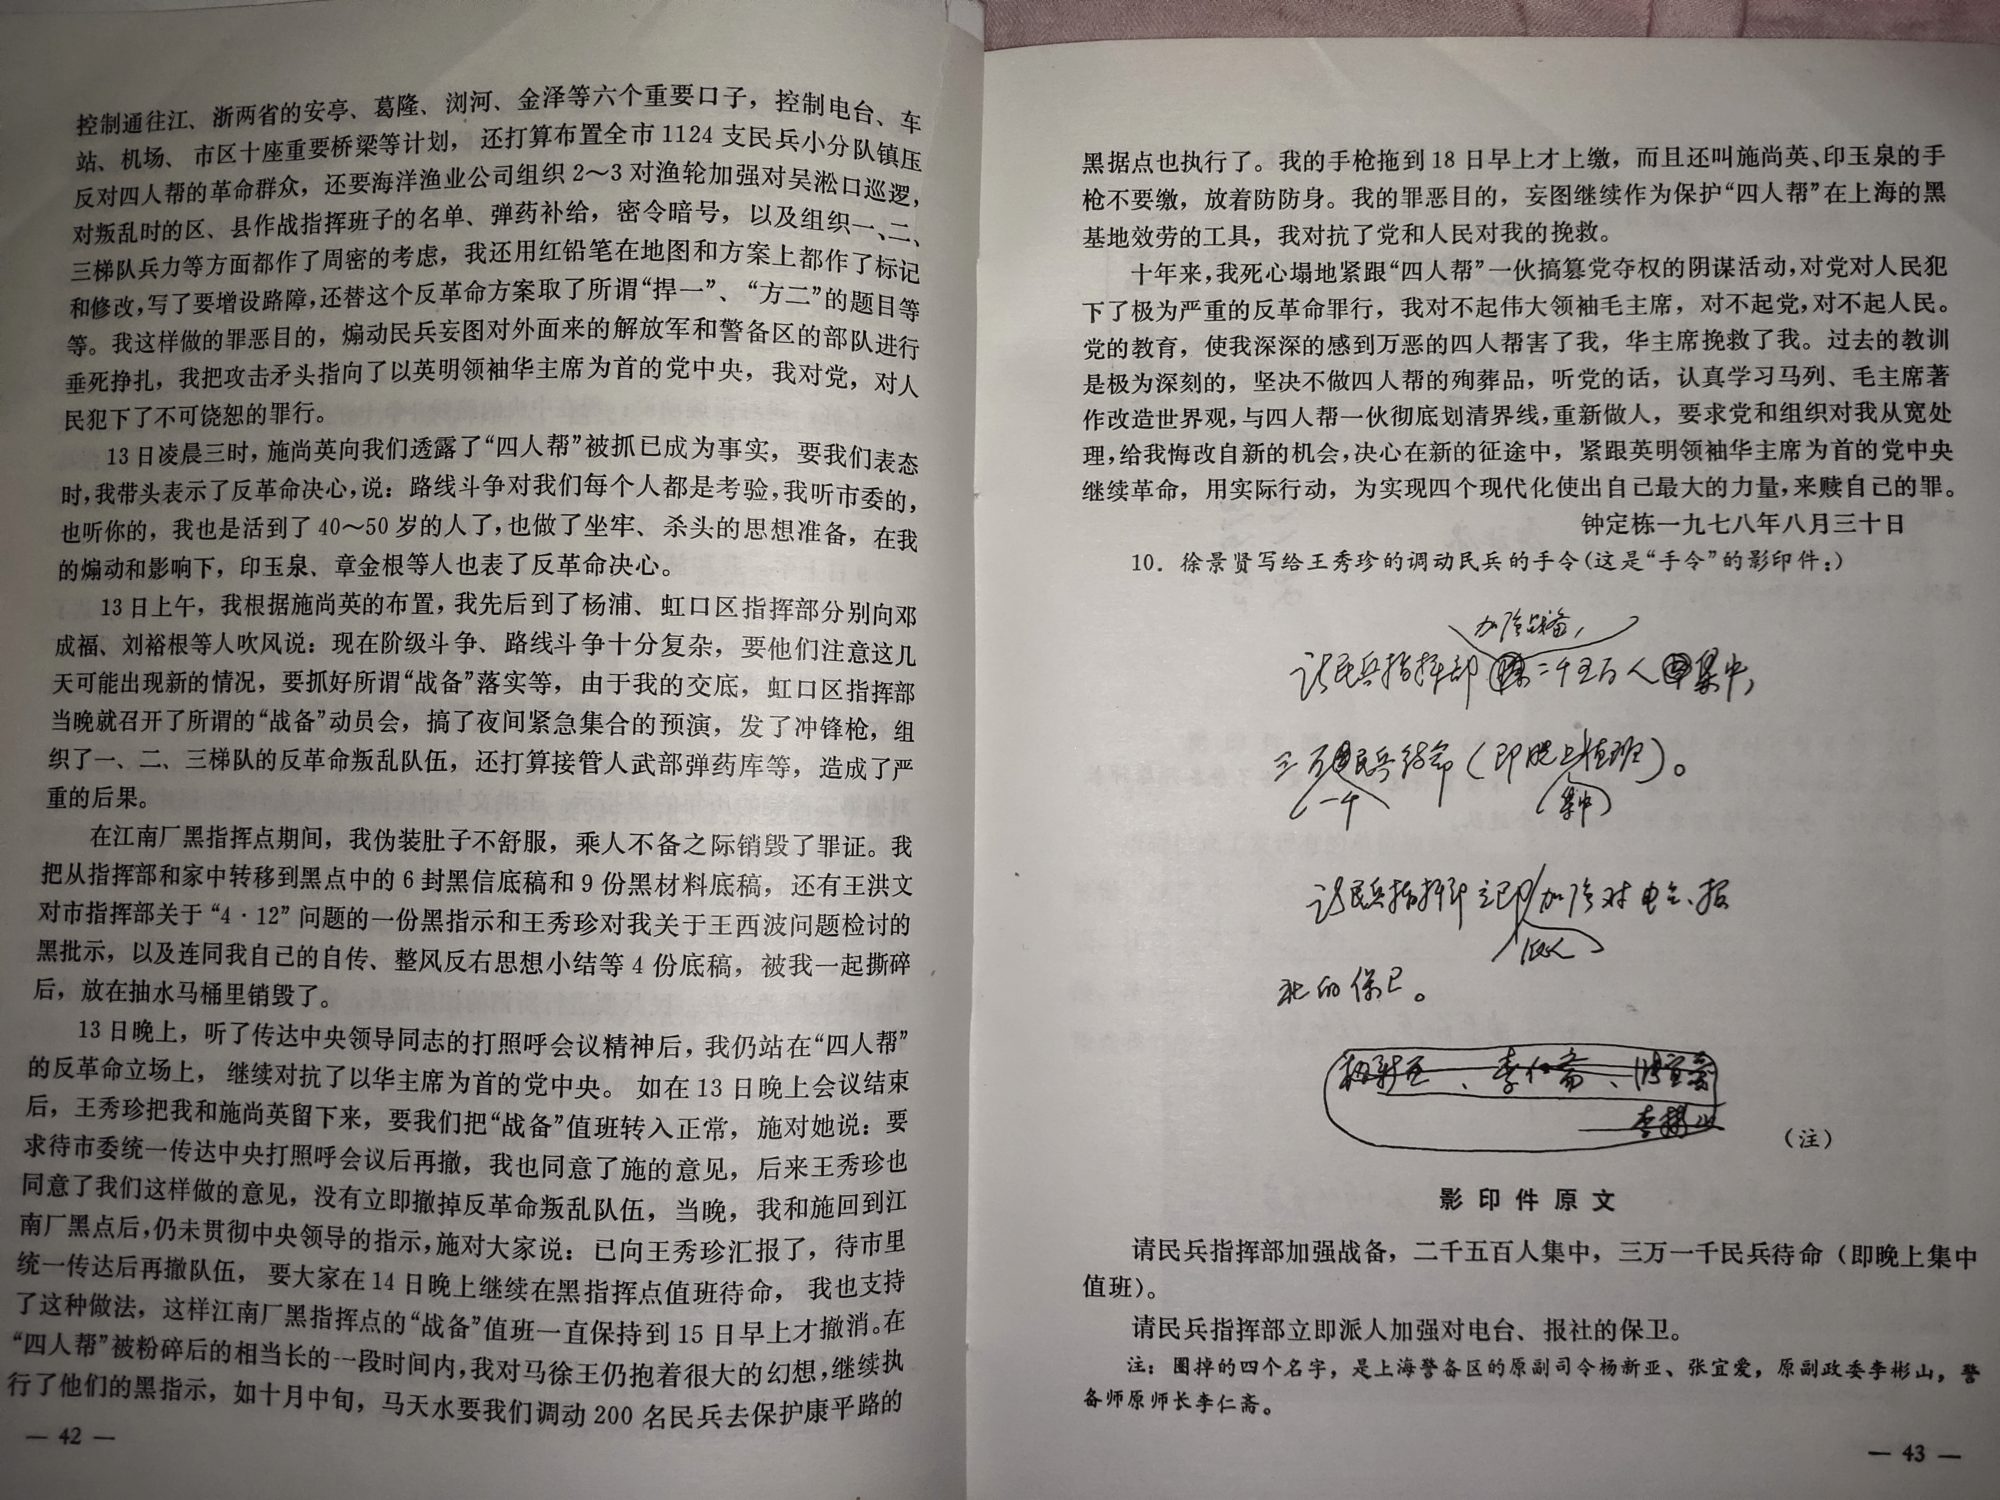 控制通往江、浙两省的安亭、葛隆、浏河、金泽等六个重要口子，控制电台、车
站、机场、市区十座重要桥梁等计划，还打算布置全市1124支民兵小分队镇压
反对四人帮的革命群众，还要海洋渔业公司组织2～3对渔轮加强对吴淞口巡逻，
对叛乱时的区、县作战指挥班子的名单、弹药补给，密令暗号，以及组织一、二、
三梯队兵力等方面都作了周密的考虑，我还用红铅笔在地图和方案上都作了标记
和修改，写了要增设路障，还替这个反革命方案取了所谓“捍一”、“方二”的题目等
等。我这样做的罪恶目的，煽动民兵妄图对外面来的解放军和警备区的部队进行
垂死挣扎，我把攻击矛头指向了以英明领袖华主席为首的党中央，我对党，对人
民犯下了不可饶恕的罪行。
13日凌晨三时，施尚英向我们透露了“四人帮”被抓已成为事实，要我们表态
时，我带头表示了反革命决心，说：路线斗争对我们每个人都是考验，我听市委的，
也听你的，我也是活到了40～50岁的人了，也做了坐牢、杀头的思想准备，在我
的煽动和影响下，印玉泉、章金根等人也表了反革命决心。
13日上午，我根据施尚英的布置，我先后到了杨浦、虹口区指挥部分别向邓
成福、刘裕根等人吹风说：现在阶级斗争、路线斗争十分复杂，要他们注意这几
天可能出现新的情况，要抓好所谓“战备”落实等，由于我的交底，虹口区指挥部
当晚就召开了所谓的“战备”动员会，搞了夜间紧急集合的预演，发了冲锋枪，组
织了一、二、三梯队的反革命叛乱队伍，还打算接管人武部弹药库等，造成了严
重的后果。
在江南厂黑指挥点期间，我伪装肚子不舒服，乘人不备之际销毁了罪证。我
把从指挥部和家中转移到黑点中的6封黑信底稿和9份黑材料底稿，还有王洪文
对市指挥部关于“4·12”问题的一份黑指示和王秀珍对我关于王西波问题检讨的
黑批示，以及连同我自己的自传、整风反右思想小结等4份底稿，被我一起撕碎
后，放在抽水马桶里销毁了。
13日晚上，听了传达中央领导同志的打照呼会议精神后，我仍站在“四人帮”
的反革命立场上，继续对抗了以华主席为首的党中央。如在13日晚上会议结束
后，王秀珍把我和施尚英留下来，要我们把“战备”值班转入正常，施对她说：要
求待市委统一传达中央打照呼会议后再撤，我也同意了施的意见，后来王秀珍也
同意了我们这样做的意见，没有立即撤掉反革命叛乱队伍，当晚，我和施回到江
南厂黑点后，仍未贯彻中央领导的指示，施对大家说：已向王秀珍汇报了，待市里
统一传达后再撤队伍，要大家在14日晚上继续在黑指挥点值班待命，我也支持
了这种做法，这样江南厂黑指挥点的“战备”值班一直保持到15日早上才撤消。在
“四人帮”被粉碎后的相当长的一段时间内，我对马徐王仍抱着很大的幻想，继续执
行了他们的黑指示，如十月中旬，马天水要我们调动200名民兵去保护康平路的
— 42 —
黑据点也执行了。我的手枪拖到18日早上才上缴，而且还叫施尚英、印玉泉的手
枪不要缴，放着防防身。我的罪恶目的，妄图继续作为保护“四人帮”在上海的黑
基地效劳的工具，我对抗了党和人民对我的挽救。
十年来，我死心塌地紧跟“四人帮”一伙搞篡党夺权的阴谋活动，对党对人民犯
下了极为严重的反革命罪行，我对不起伟大领袖毛主席，对不起党，对不起人民。
党的教育，使我深深的感到万恶的四人帮害了我，华主席挽救了我。过去的教训
是极为深刻的，坚决不做四人帮的殉葬品，听党的话，认真学习马列、毛主席著
作改造世界观，与四人帮一伙彻底划清界线，重新做人，要求党和组织对我从宽处
理，给我悔改自新的机会，决心在新的征途中，紧跟英明领袖华主席为首的党中央
继续革命，用实际行动，为实现四个现代化使出自己最大的力量，来赎自己的罪。
钟定栋一九七八年八月三十日
10．徐景贤写给王秀珍的调动民兵的手令（这是“手令”的影印件：）
加强战备，
请民兵指挥部二千五百人集中，
三万民兵待命（即晚上值班）。
一千
集中
请民兵指挥部立即加强对电台、报
派人
社的保卫。
杨新亚、李仁斋、张宜爱
李彬山
（注）
影印件原文
请民兵指挥部加强战备，二千五百人集中，三万一千民兵待命（即晚上集中
值班）。
请民兵指挥部立即派人加强对电台、报社的保卫。
注：圈掉的四个名字，是上海警备区的原副司令杨新亚、张宜爱，原副政委李彬山，警
备师原师长李仁斋。
— 43 —